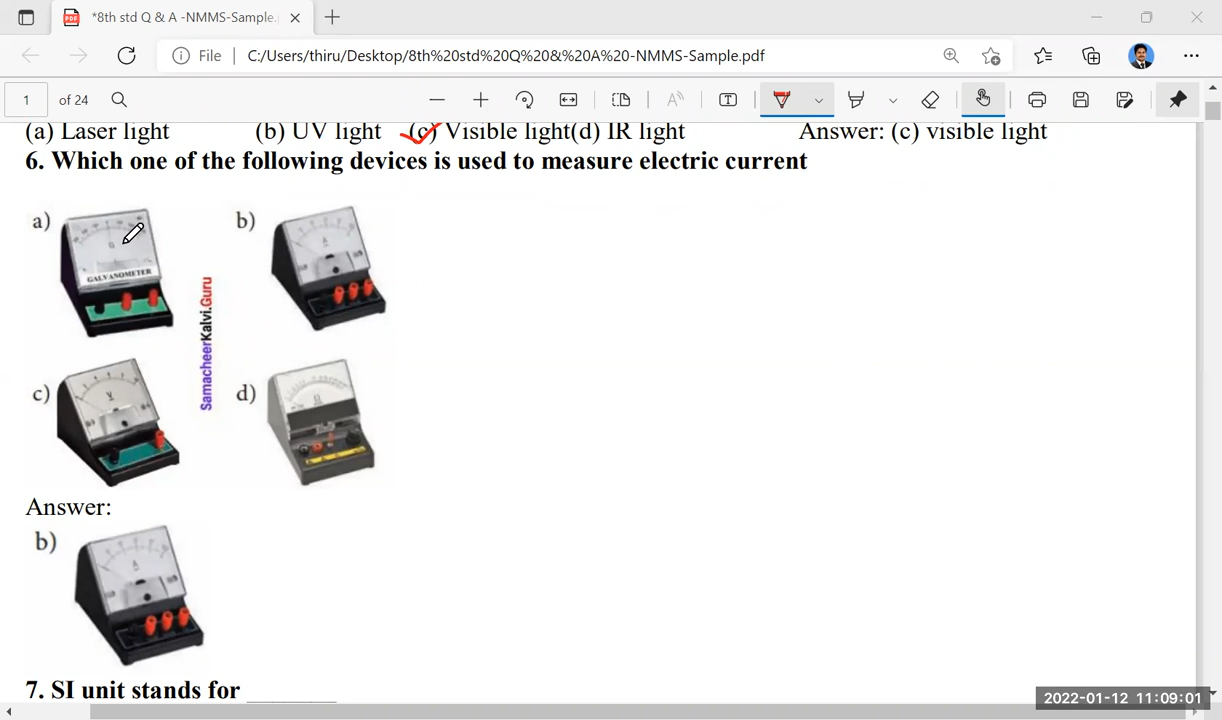 *8th std Q & A -NMMS-Sample.
File
C:/Users/thiru/Desktop/8th%20std%20Q%20&%20A%20-NMMS-Sample.pdf
1 of 24
(a) Laser light (b) UV light (c) Visible light(d) IR light Answer: (c) visible light
6. Which one of the following devices is used to measure electric current
a) b)
G A
GALVANOMETER
SamacheerKalvi.Guru
c) d)
V Ω
Answer:
b)
A
7. SI unit stands for ________
2022-01-12 11:09:01